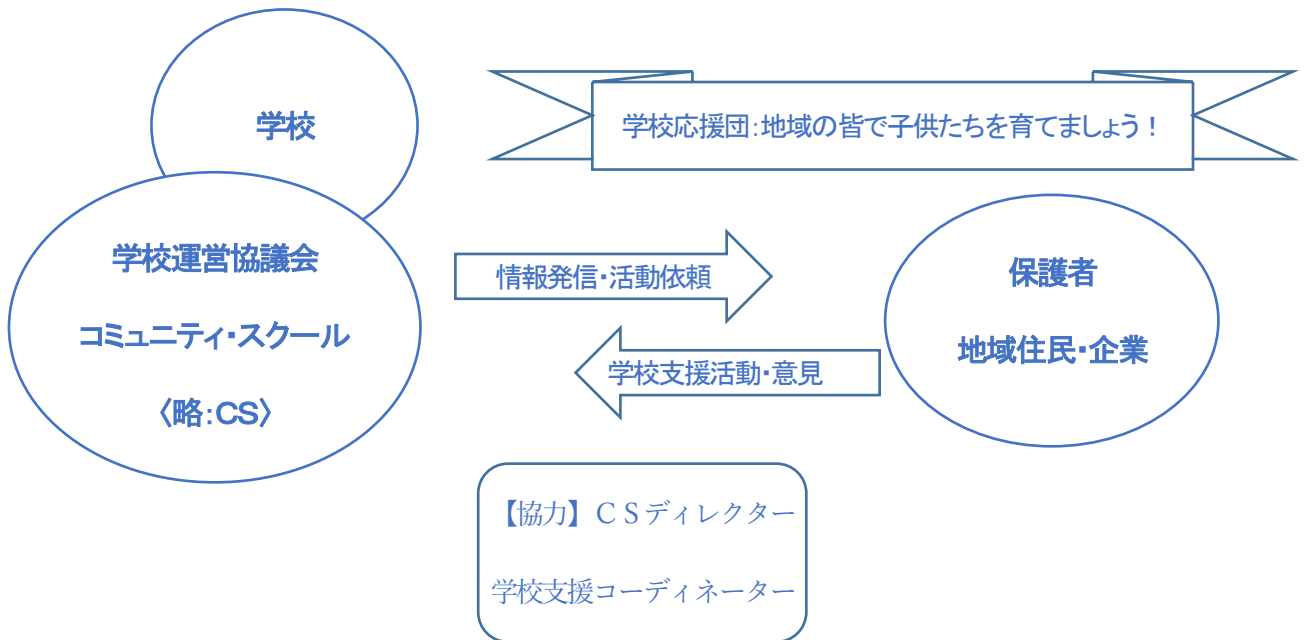 学校
学校応援団:地域の皆で子供たちを育てましょう!
学校運営協議会
コミュニティ・スクール
〈略:CS〉
情報発信・活動依頼
学校支援活動・意見
保護者
地域住民・企業
【協力】CSディレクター
学校支援コーディネーター